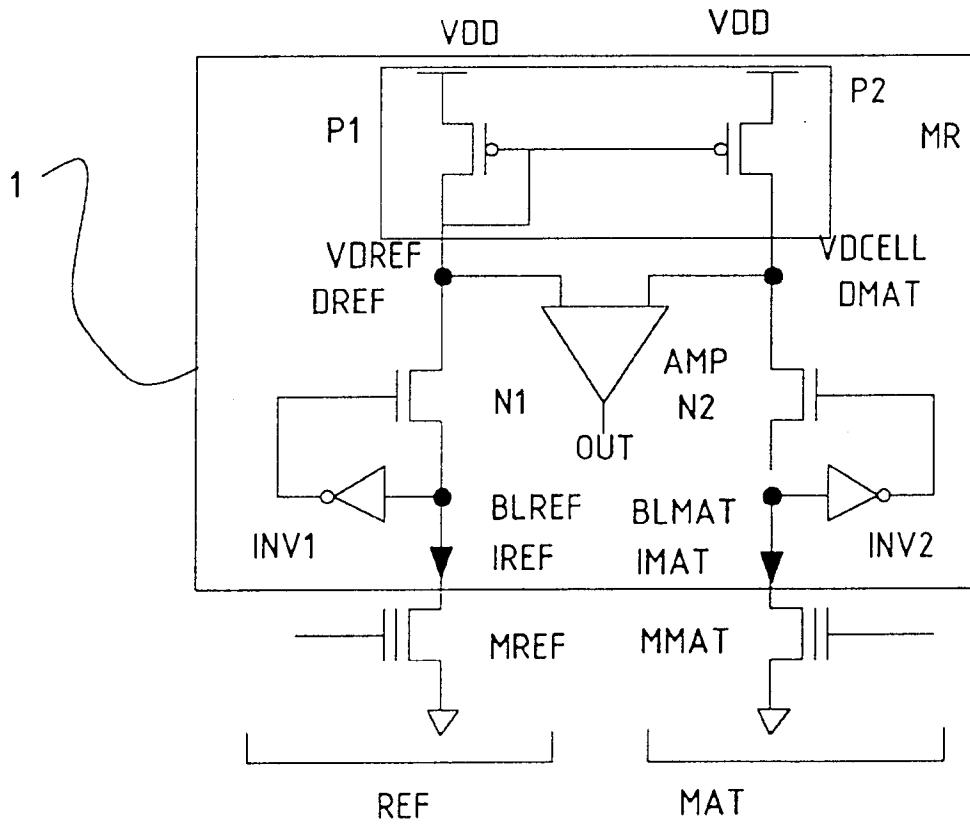 VDD
VDD
P1
P2
MR
1
VDREF
DREF
VDCELL
DMAT
AMP
N1
N2
OUT
BLREF
BLMAT
INV1
IREF
IMAT
INV2
MREF
MMAT
REF
MAT